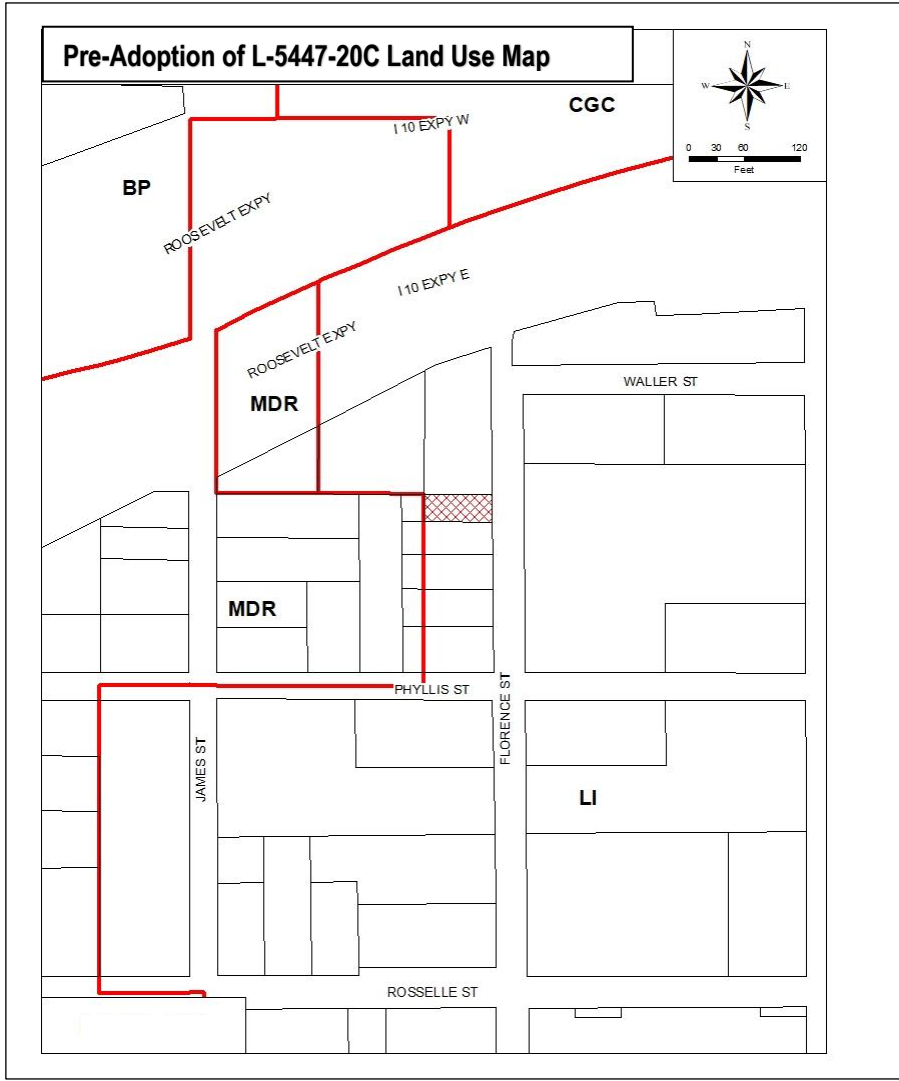 Pre-Adoption of L-5447-20C Land Use Map
N
W
E
S
0 30 60 120
Feet
CGC
I 10 EXPY W
BP
ROOSEVELT EXPY
I 10 EXPY E
ROOSEVELT EXPY
WALLER ST
MDR
MDR
PHYLLIS ST
FLORENCE ST
JAMES ST
LI
ROSSELLE ST